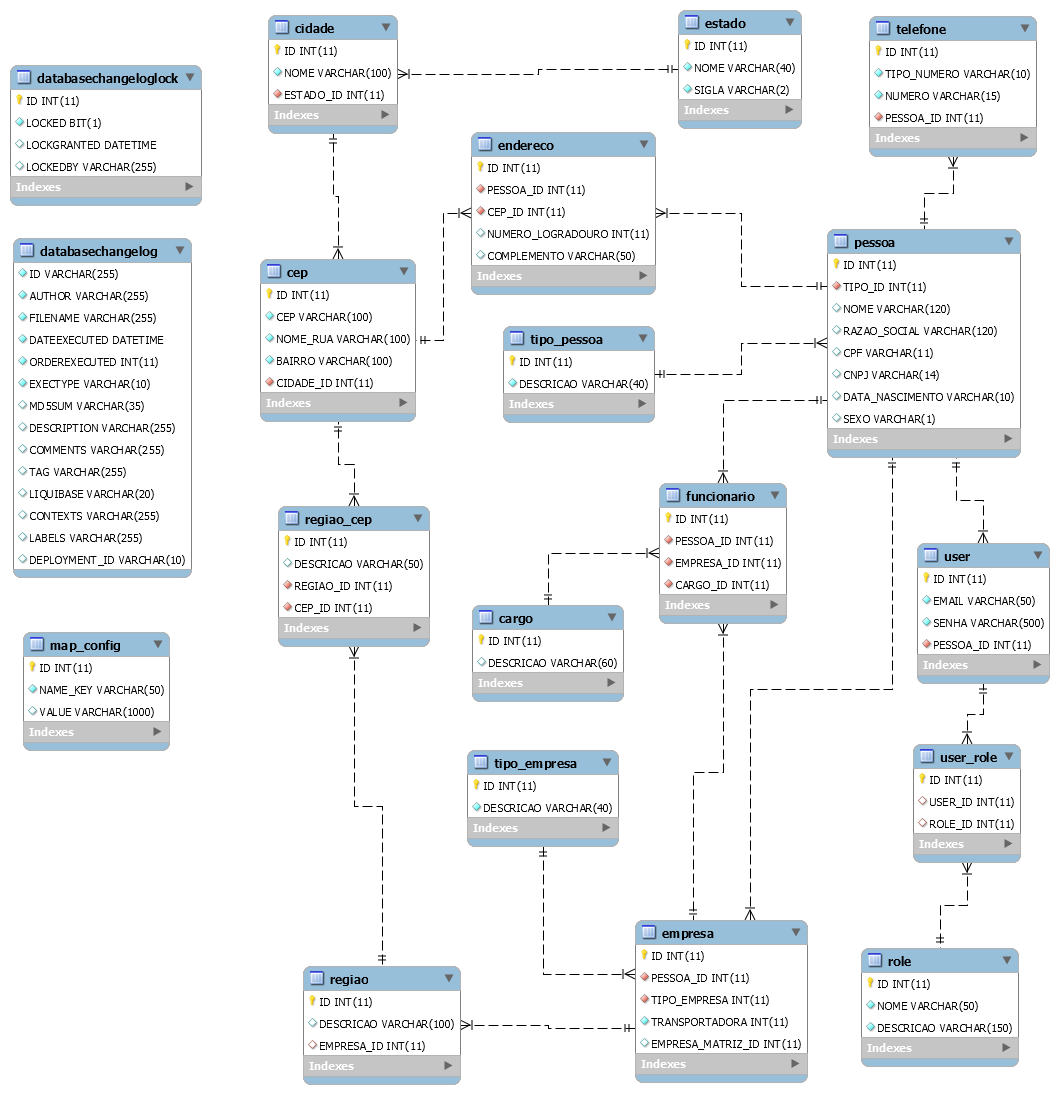 databasechangeloglock
ID INT(11)
LOCKED BIT(1)
LOCKGRANTED DATETIME
LOCKEDBY VARCHAR(255)
Indexes
databasechangelog
ID VARCHAR(255)
AUTHOR VARCHAR(255)
FILENAME VARCHAR(255)
DATEEXECUTED DATETIME
ORDEREXECUTED INT(11)
EXECTYPE VARCHAR(10)
MD5SUM VARCHAR(35)
DESCRIPTION VARCHAR(255)
COMMENTS VARCHAR(255)
TAG VARCHAR(255)
LIQUIBASE VARCHAR(20)
CONTEXTS VARCHAR(255)
LABELS VARCHAR(255)
DEPLOYMENT_ID VARCHAR(10)
map_config
ID INT(11)
NAME_KEY VARCHAR(50)
VALUE VARCHAR(1000)
Indexes
cidade
ID INT(11)
NOME VARCHAR(100)
ESTADO_ID INT(11)
Indexes
cep
ID INT(11)
CEP VARCHAR(100)
NOME_RUA VARCHAR(100)
BAIRRO VARCHAR(100)
CIDADE_ID INT(11)
Indexes
regiao_cep
ID INT(11)
DESCRICAO VARCHAR(50)
REGIAO_ID INT(11)
CEP_ID INT(11)
Indexes
regiao
ID INT(11)
DESCRICAO VARCHAR(100)
EMPRESA_ID INT(11)
Indexes
estado
ID INT(11)
NOME VARCHAR(40)
SIGLA VARCHAR(2)
Indexes
endereco
ID INT(11)
PESSOA_ID INT(11)
CEP_ID INT(11)
NUMERO_LOGRADOURO INT(11)
COMPLEMENTO VARCHAR(50)
Indexes
tipo_pessoa
ID INT(11)
DESCRICAO VARCHAR(40)
Indexes
funcionario
ID INT(11)
PESSOA_ID INT(11)
EMPRESA_ID INT(11)
CARGO_ID INT(11)
Indexes
cargo
ID INT(11)
DESCRICAO VARCHAR(60)
Indexes
tipo_empresa
ID INT(11)
DESCRICAO VARCHAR(40)
Indexes
empresa
ID INT(11)
PESSOA_ID INT(11)
TIPO_EMPRESA INT(11)
TRANSPORTADORA INT(11)
EMPRESA_MATRIZ_ID INT(11)
Indexes
telefone
ID INT(11)
TIPO_NUMERO VARCHAR(10)
NUMERO VARCHAR(15)
PESSOA_ID INT(11)
Indexes
pessoa
ID INT(11)
TIPO_ID INT(11)
NOME VARCHAR(120)
RAZAO_SOCIAL VARCHAR(120)
CPF VARCHAR(11)
CNPJ VARCHAR(14)
DATA_NASCIMENTO VARCHAR(10)
SEXO VARCHAR(1)
Indexes
user
ID INT(11)
EMAIL VARCHAR(50)
SENHA VARCHAR(500)
PESSOA_ID INT(11)
Indexes
user_role
ID INT(11)
USER_ID INT(11)
ROLE_ID INT(11)
Indexes
role
ID INT(11)
NOME VARCHAR(50)
DESCRICAO VARCHAR(150)
Indexes